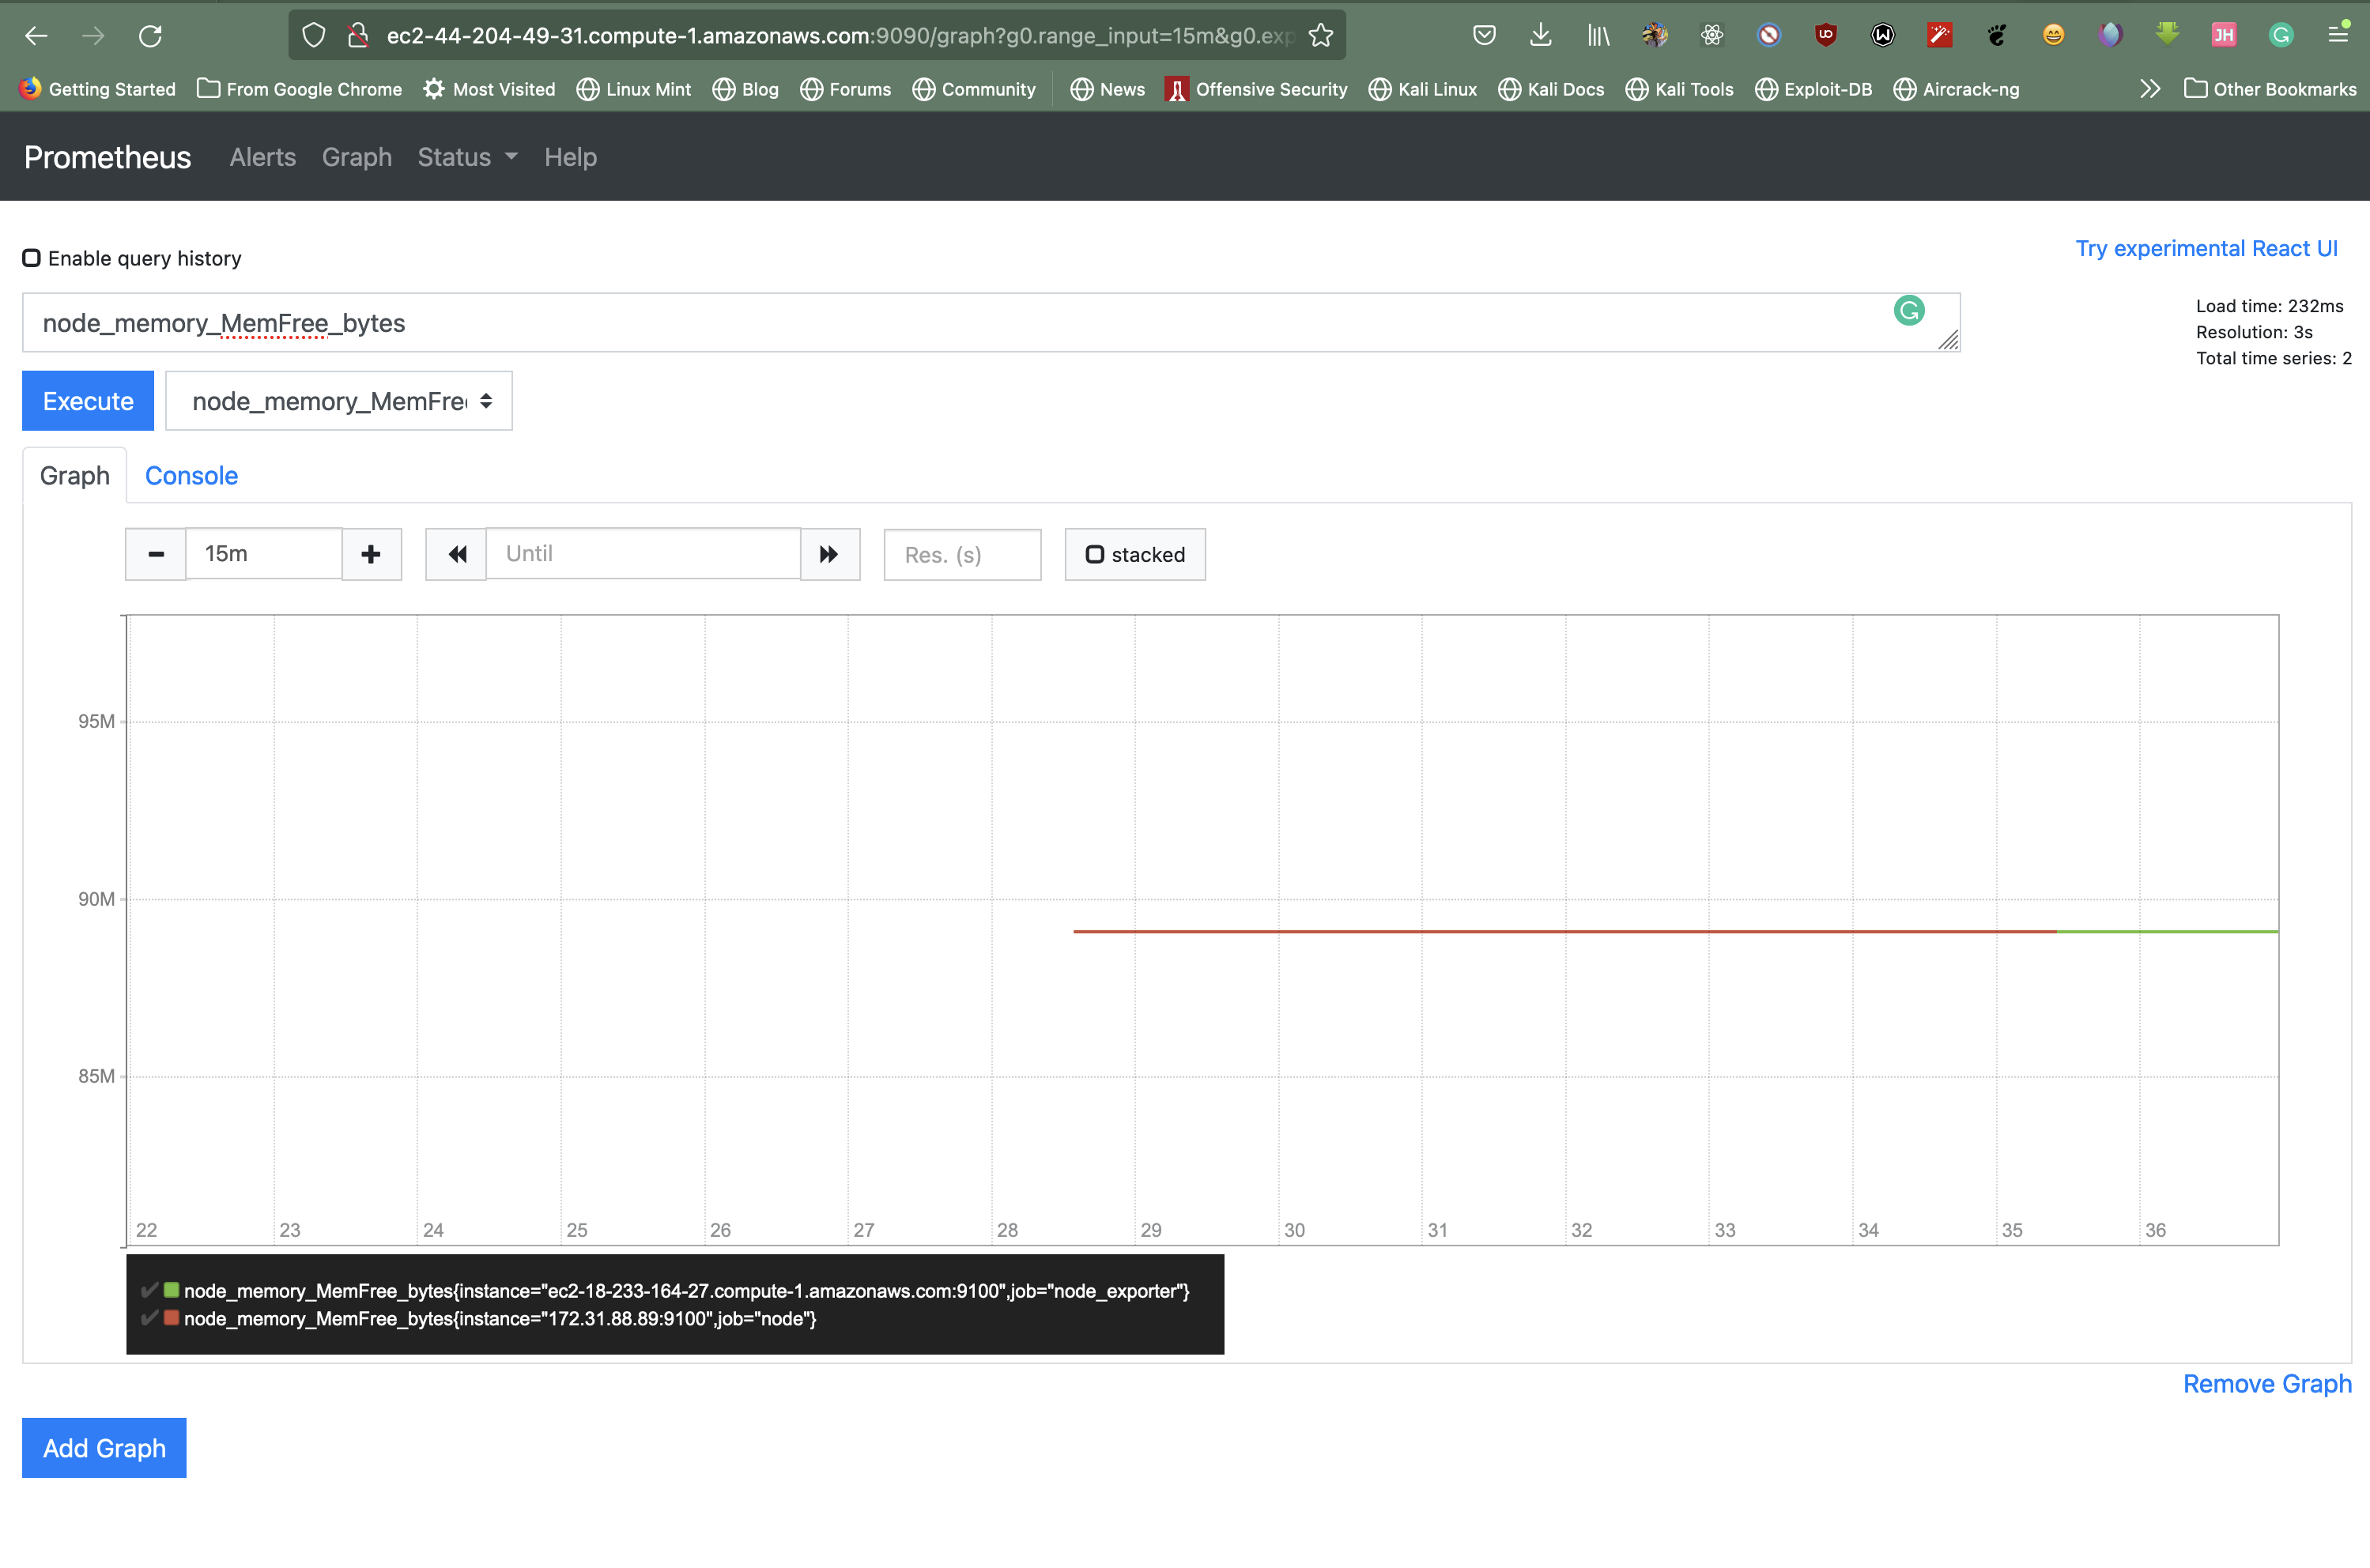 ec2-44-204-49-31.compute-1.amazonaws.com:9090/graph?g0.range_input=15m&g0.exp
Getting Started From Google Chrome Most Visited Linux Mint Blog Forums Community News Offensive Security Kali Linux Kali Docs Kali Tools Exploit-DB Aircrack-ng Other Bookmarks
Prometheus Alerts Graph Status Help
Enable query history
Try experimental React UI
node_memory_MemFree_bytes
Load time: 232ms
Resolution: 3s
Total time series: 2
Execute node_memory_MemFre
Graph Console
15m Until Res. (s) stacked
95M
90M
85M
22 23 24 25 26 27 28 29 30 31 32 33 34 35 36
node_memory_MemFree_bytes{instance="ec2-18-233-164-27.compute-1.amazonaws.com:9100",job="node_exporter"}
node_memory_MemFree_bytes{instance="172.31.88.89:9100",job="node"}
Remove Graph
Add Graph